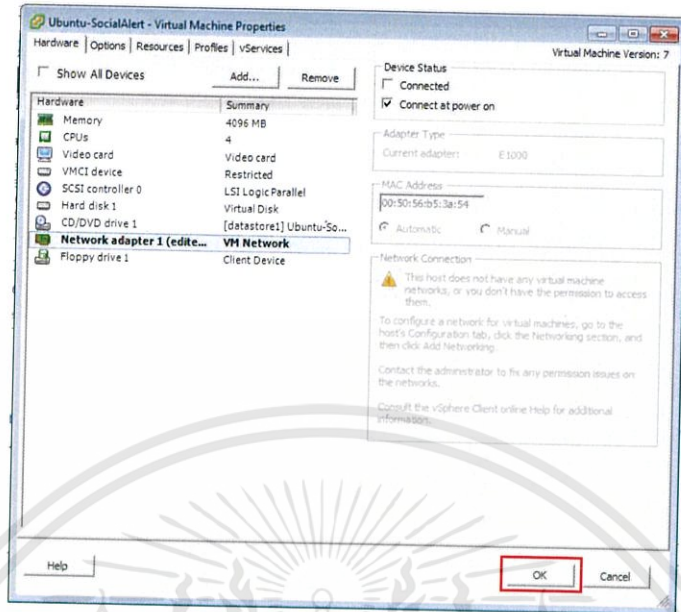 Ubuntu-SocialAlert - Virtual Machine Properties
Hardware Options Resources Profiles vServices
Virtual Machine Version: 7
Show All Devices
Add...
Remove
Hardware Summary
Memory 4096 MB
CPUs 4
Video card Video card
VMCI device Restricted
SCSI controller 0 LSI Logic Parallel
Hard disk 1 Virtual Disk
CD/DVD drive 1 [datastore1] Ubuntu-So...
Network adapter 1 (edite... VM Network
Floppy drive 1 Client Device
Device Status
Connected
Connect at power on
Adapter Type
Current adapter: E1000
MAC Address
00:50:56:b5:3a:54
Automatic Manual
Network Connection
This host does not have any virtual machine
networks, or you don't have the permission to access
them.
To configure a network for virtual machines, go to the
host's Configuration tab, click the Networking section, and
then click Add Networking.
Contact the administrator to fix any permission issues on
the networks.
Consult the vSphere Client online Help for additional
information.
Help
OK
Cancel